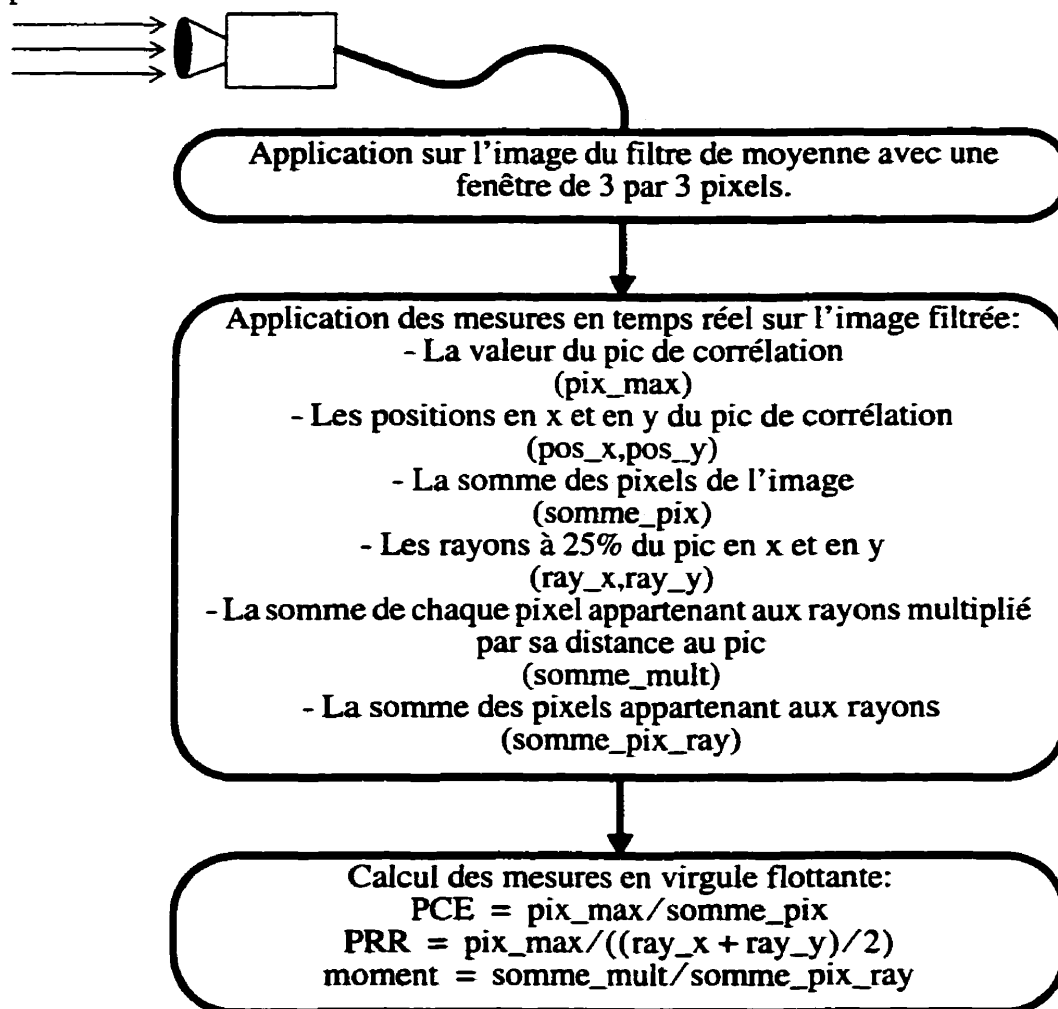 Application sur l'image du filtre de moyenne avec une
fenêtre de 3 par 3 pixels.
Application des mesures en temps réel sur l'image filtrée:
- La valeur du pic de corrélation
(pix_max)
- Les positions en x et en y du pic de corrélation
(pos_x,pos_y)
- La somme des pixels de l'image
(somme_pix)
- Les rayons à 25% du pic en x et en y
(ray_x,ray_y)
- La somme de chaque pixel appartenant aux rayons multiplié
par sa distance au pic
(somme_mult)
- La somme des pixels appartenant aux rayons
(somme_pix_ray)
Calcul des mesures en virgule flottante:
PCE = pix_max/somme_pix
PRR = pix_max/((ray_x + ray_y)/2)
moment = somme_mult/somme_pix_ray